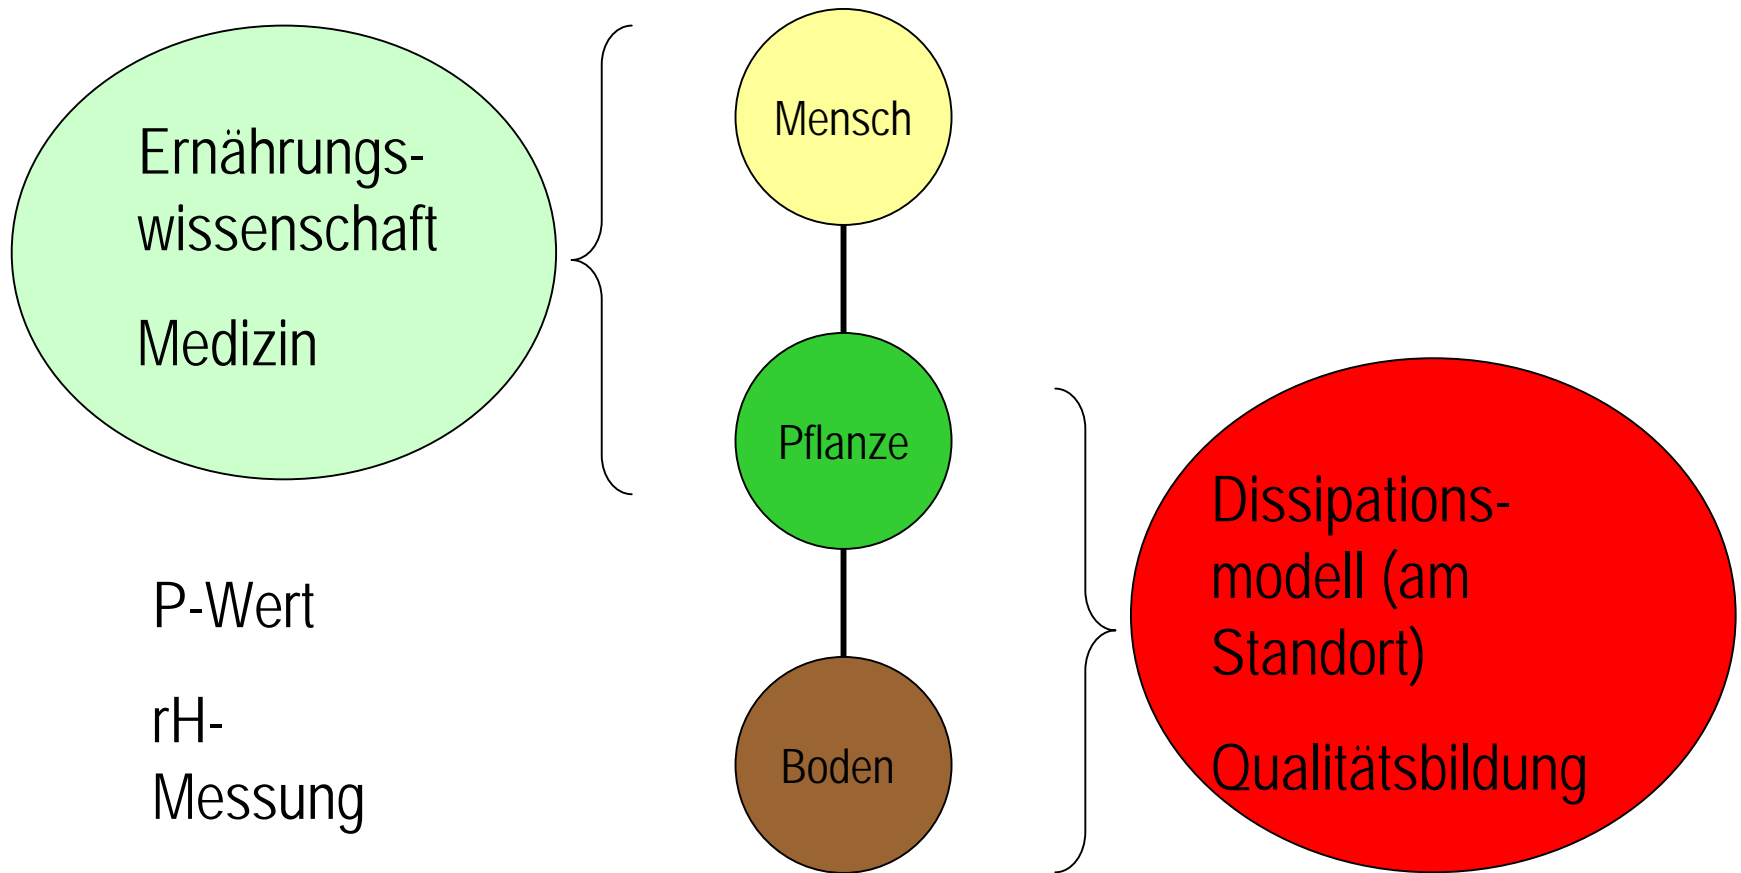 Ernährungs-
wissenschaft
Medizin
P-Wert
rH-
Messung
Mensch
Pflanze
Boden
Dissipations-
modell (am
Standort)
Qualitätsbildung